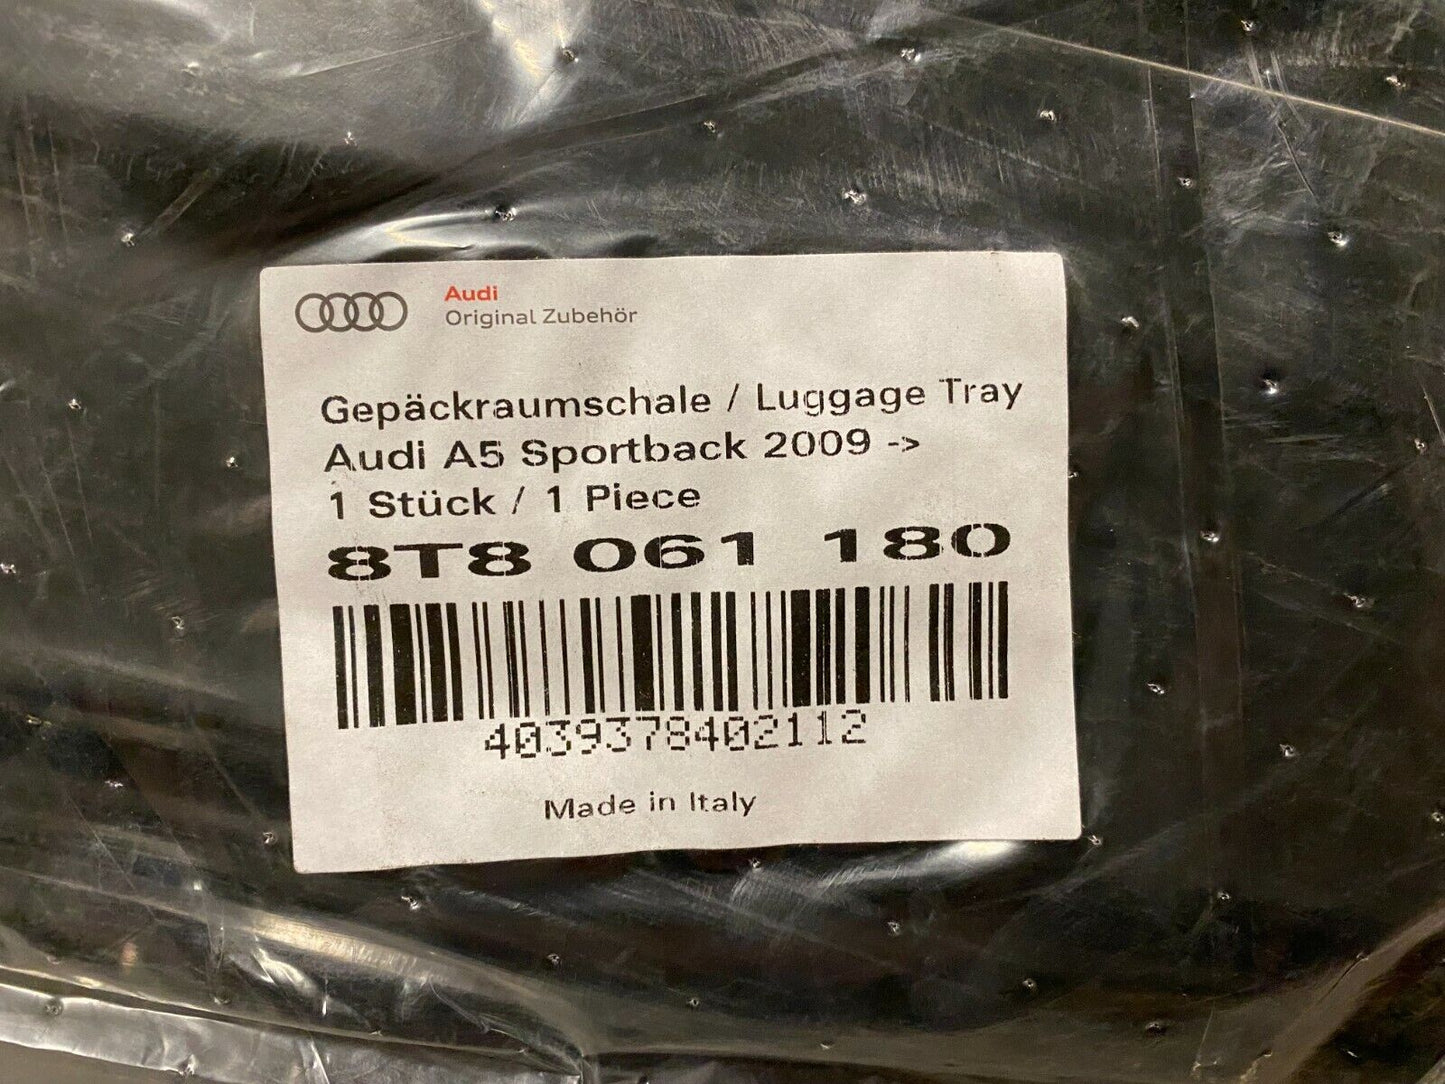 Audi
Original Zubehör
Gepäckraumschale / Luggage Tray
Audi A5 Sportback 2009 ->
1 Stück / 1 Piece
8T8 061 180
4039378402112
Made in Italy